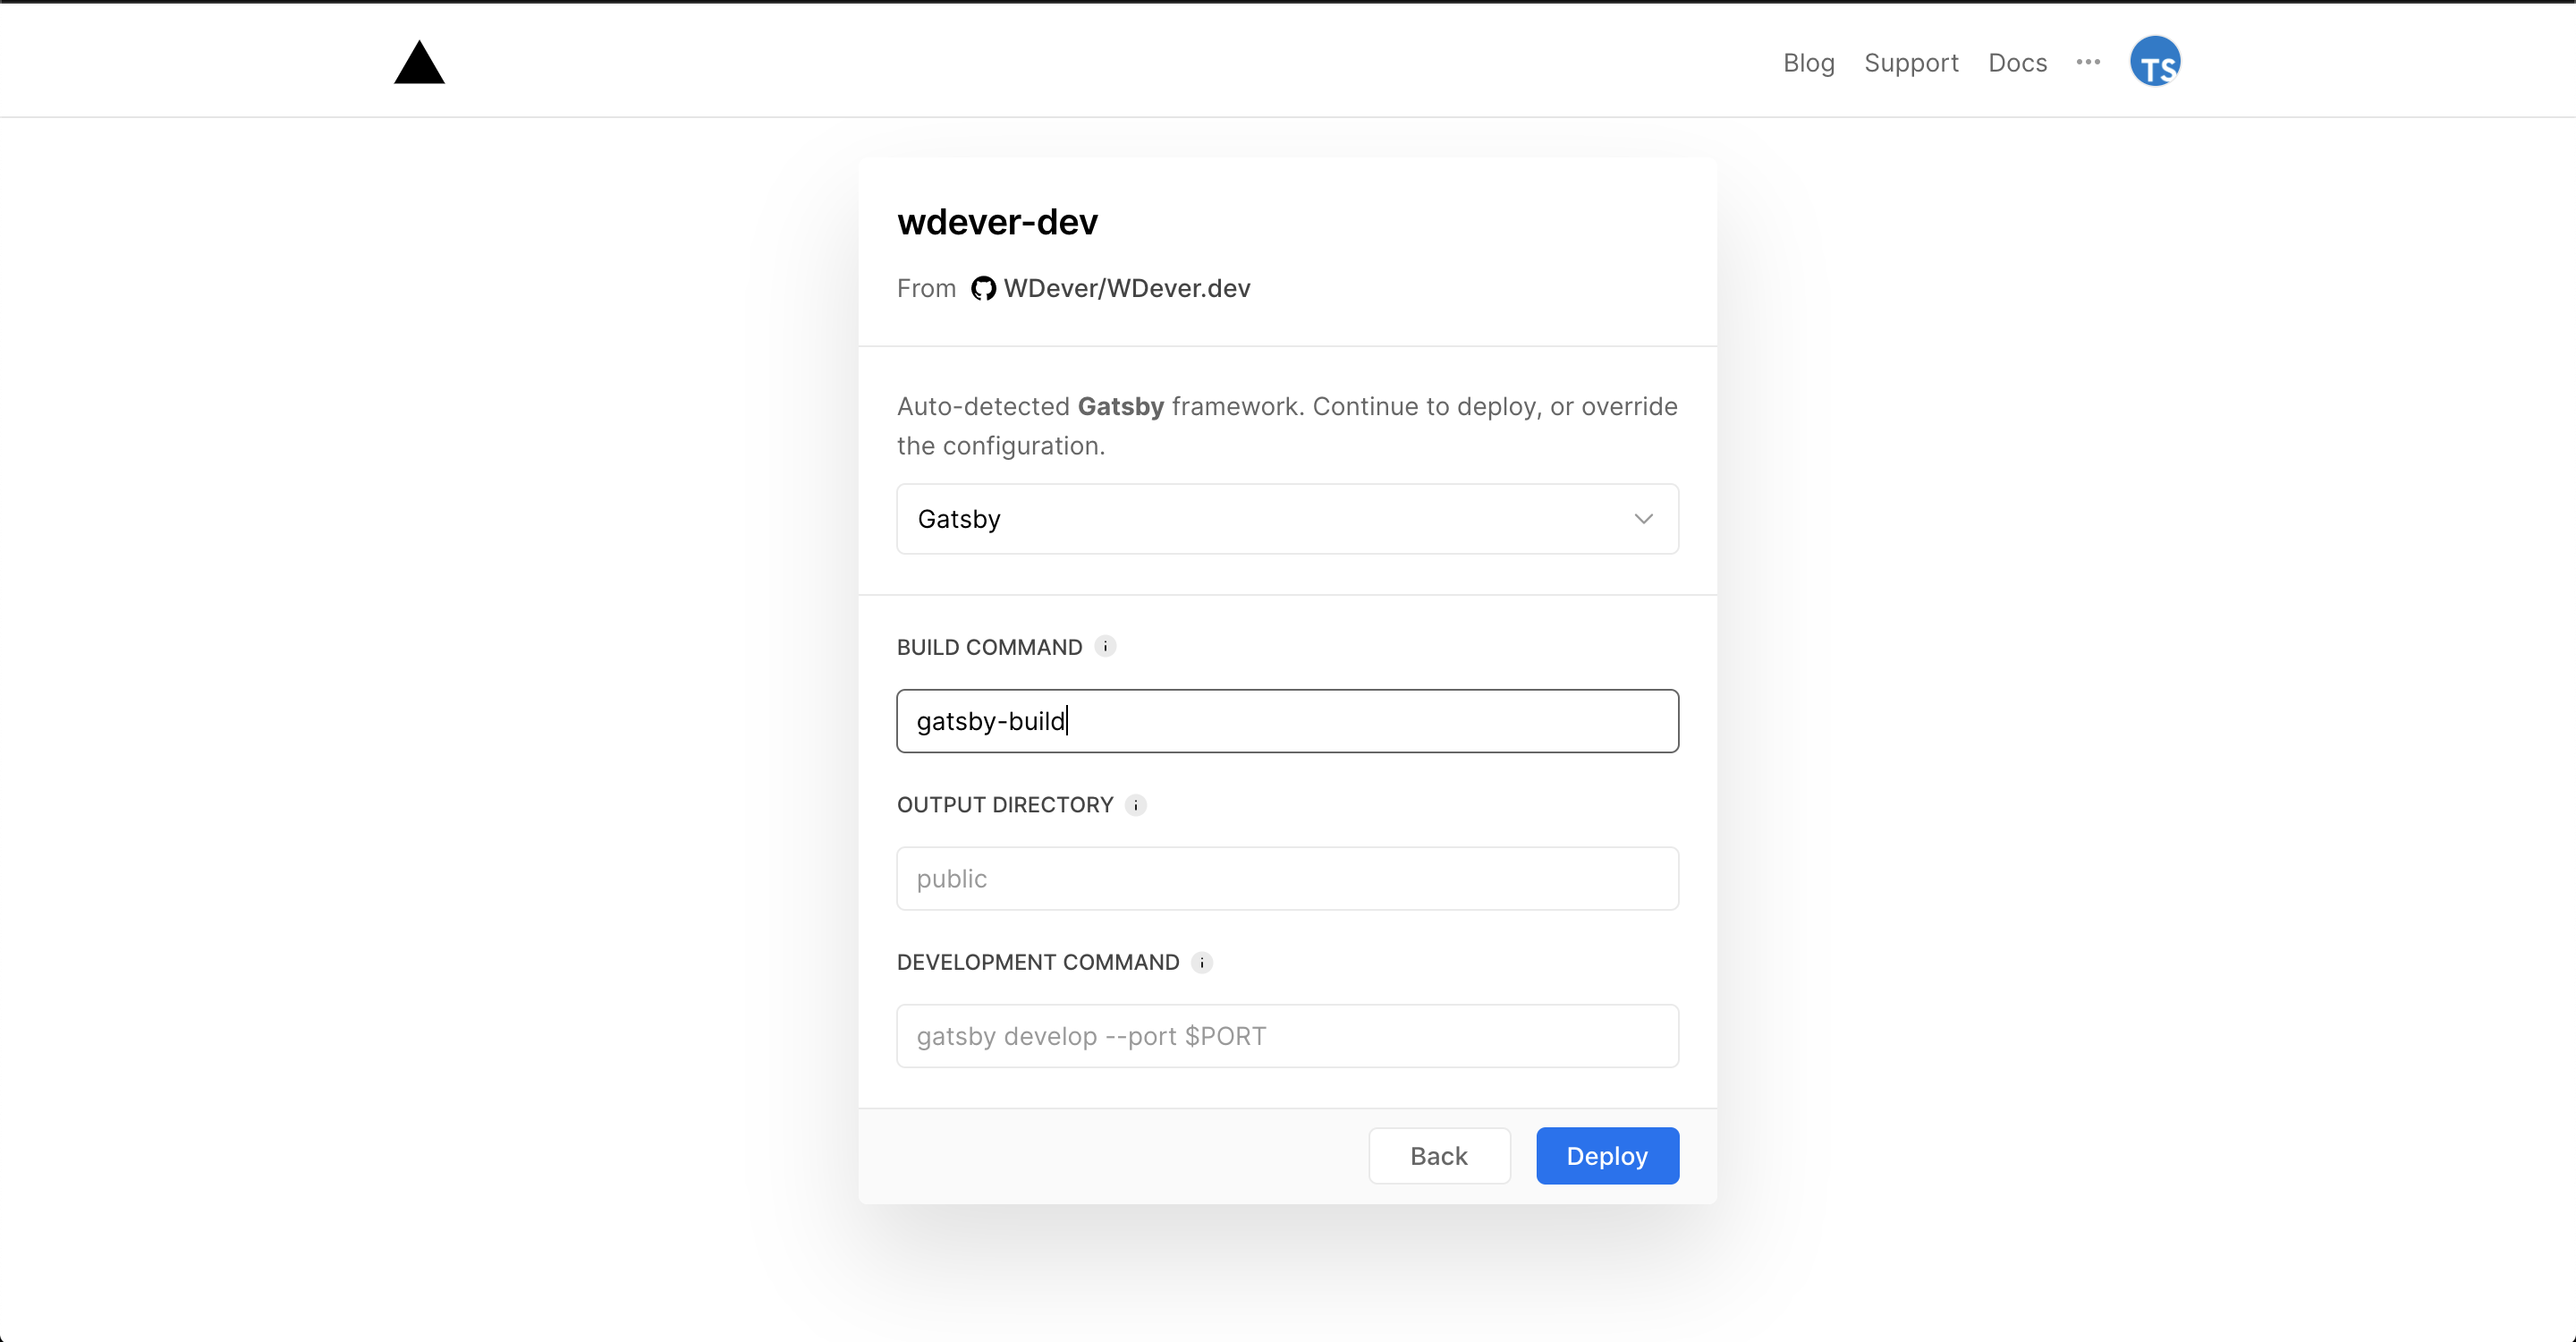 Blog Support Docs ··· TS
wdever-dev
From WDever/WDever.dev
Auto-detected Gatsby framework. Continue to deploy, or override
the configuration.
Gatsby
BUILD COMMAND i
gatsby-build
OUTPUT DIRECTORY i
public
DEVELOPMENT COMMAND i
gatsby develop --port $PORT
Back Deploy